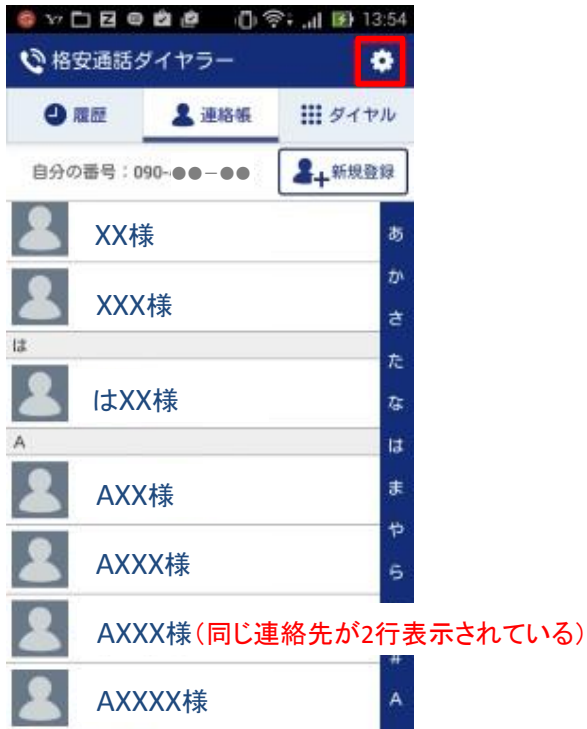 13:54
格安通話ダイヤラー
履歴
連絡帳
ダイヤル
自分の番号：090-●●－●●
新規登録
XX様
あ
か
XXX様
さ
は
た
はXX様
な
A
は
AXX様
ま
や
AXXX様
ら
AXXX様（同じ連絡先が2行表示されている）
#
AXXXX様
A